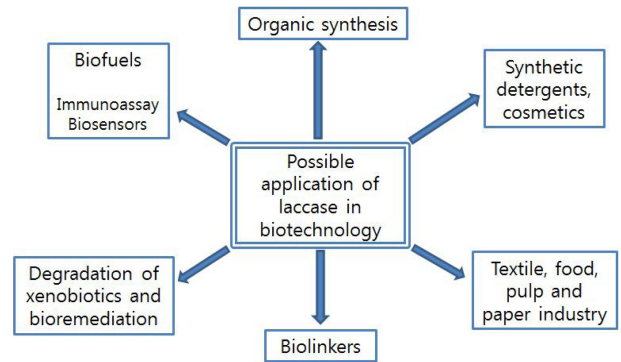 Organic synthesis
Biofuels
Immunoassay
Biosensors
Synthetic
detergents,
cosmetics
Possible
application of
laccase in
biotechnology
Degradation of
xenobiotics and
bioremediation
Biolinkers
Textile, food,
pulp and
paper industry